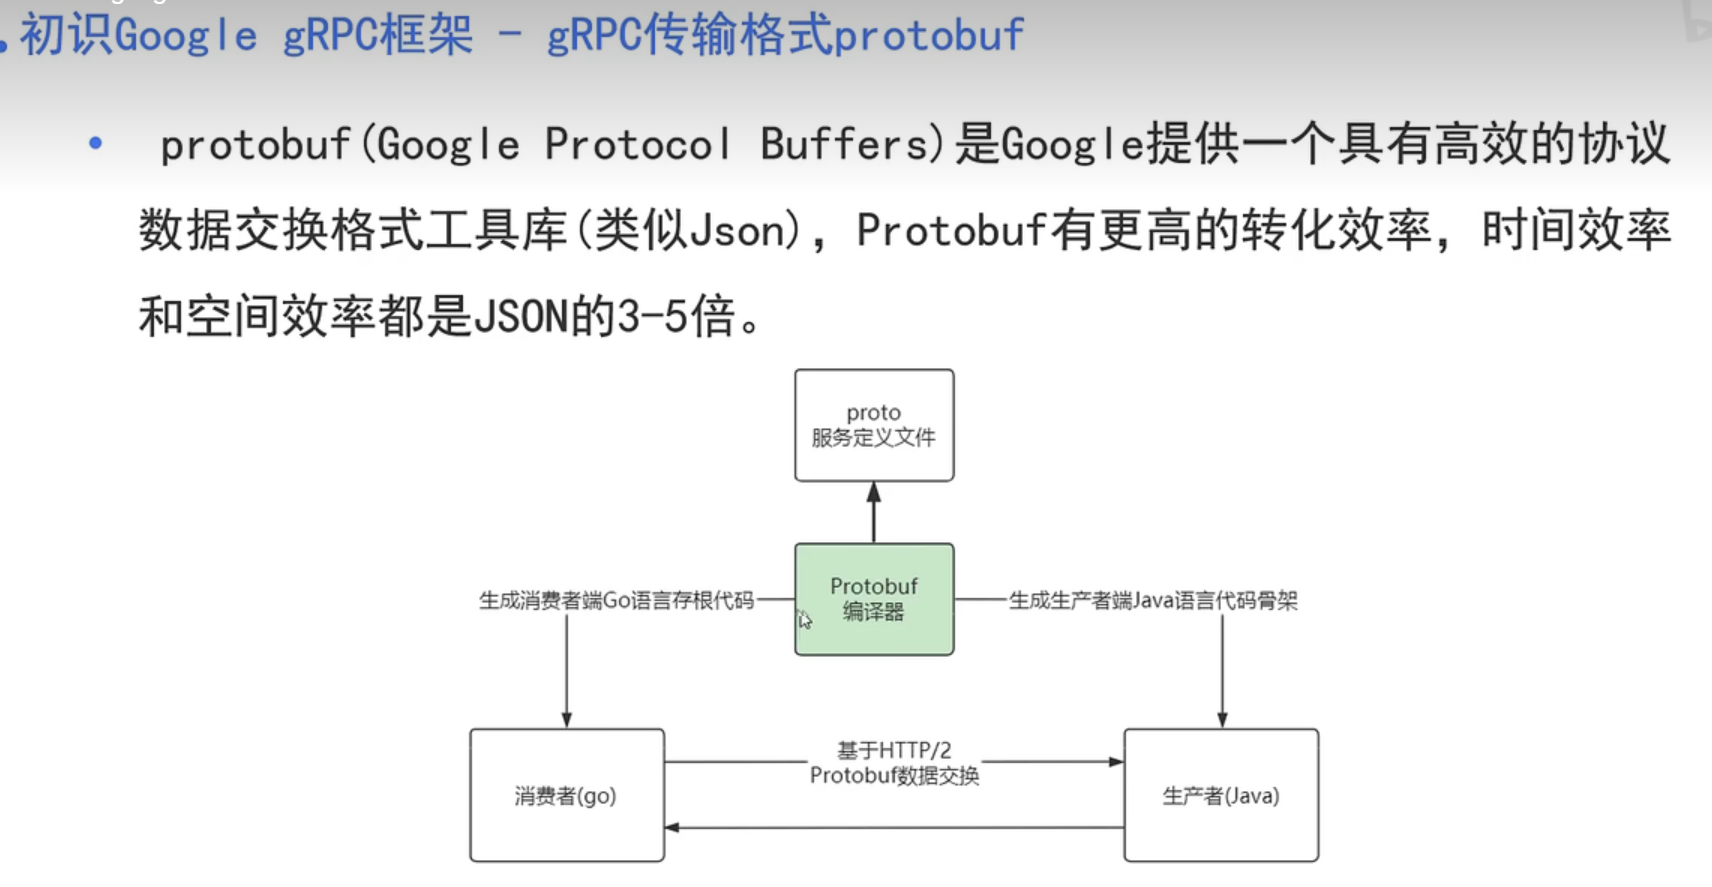 初识Google gRPC框架 - gRPC传输格式protobuf
• protobuf(Google Protocol Buffers)是Google提供一个具有高效的协议
数据交换格式工具库(类似Json)，Protobuf有更高的转化效率，时间效率
和空间效率都是JSON的3-5倍。
proto
服务定义文件
生成消费者端Go语言存根代码
Protobuf
编译器
生成生产者端Java语言代码骨架
消费者(go)
基于HTTP/2
Protobuf数据交换
生产者(Java)